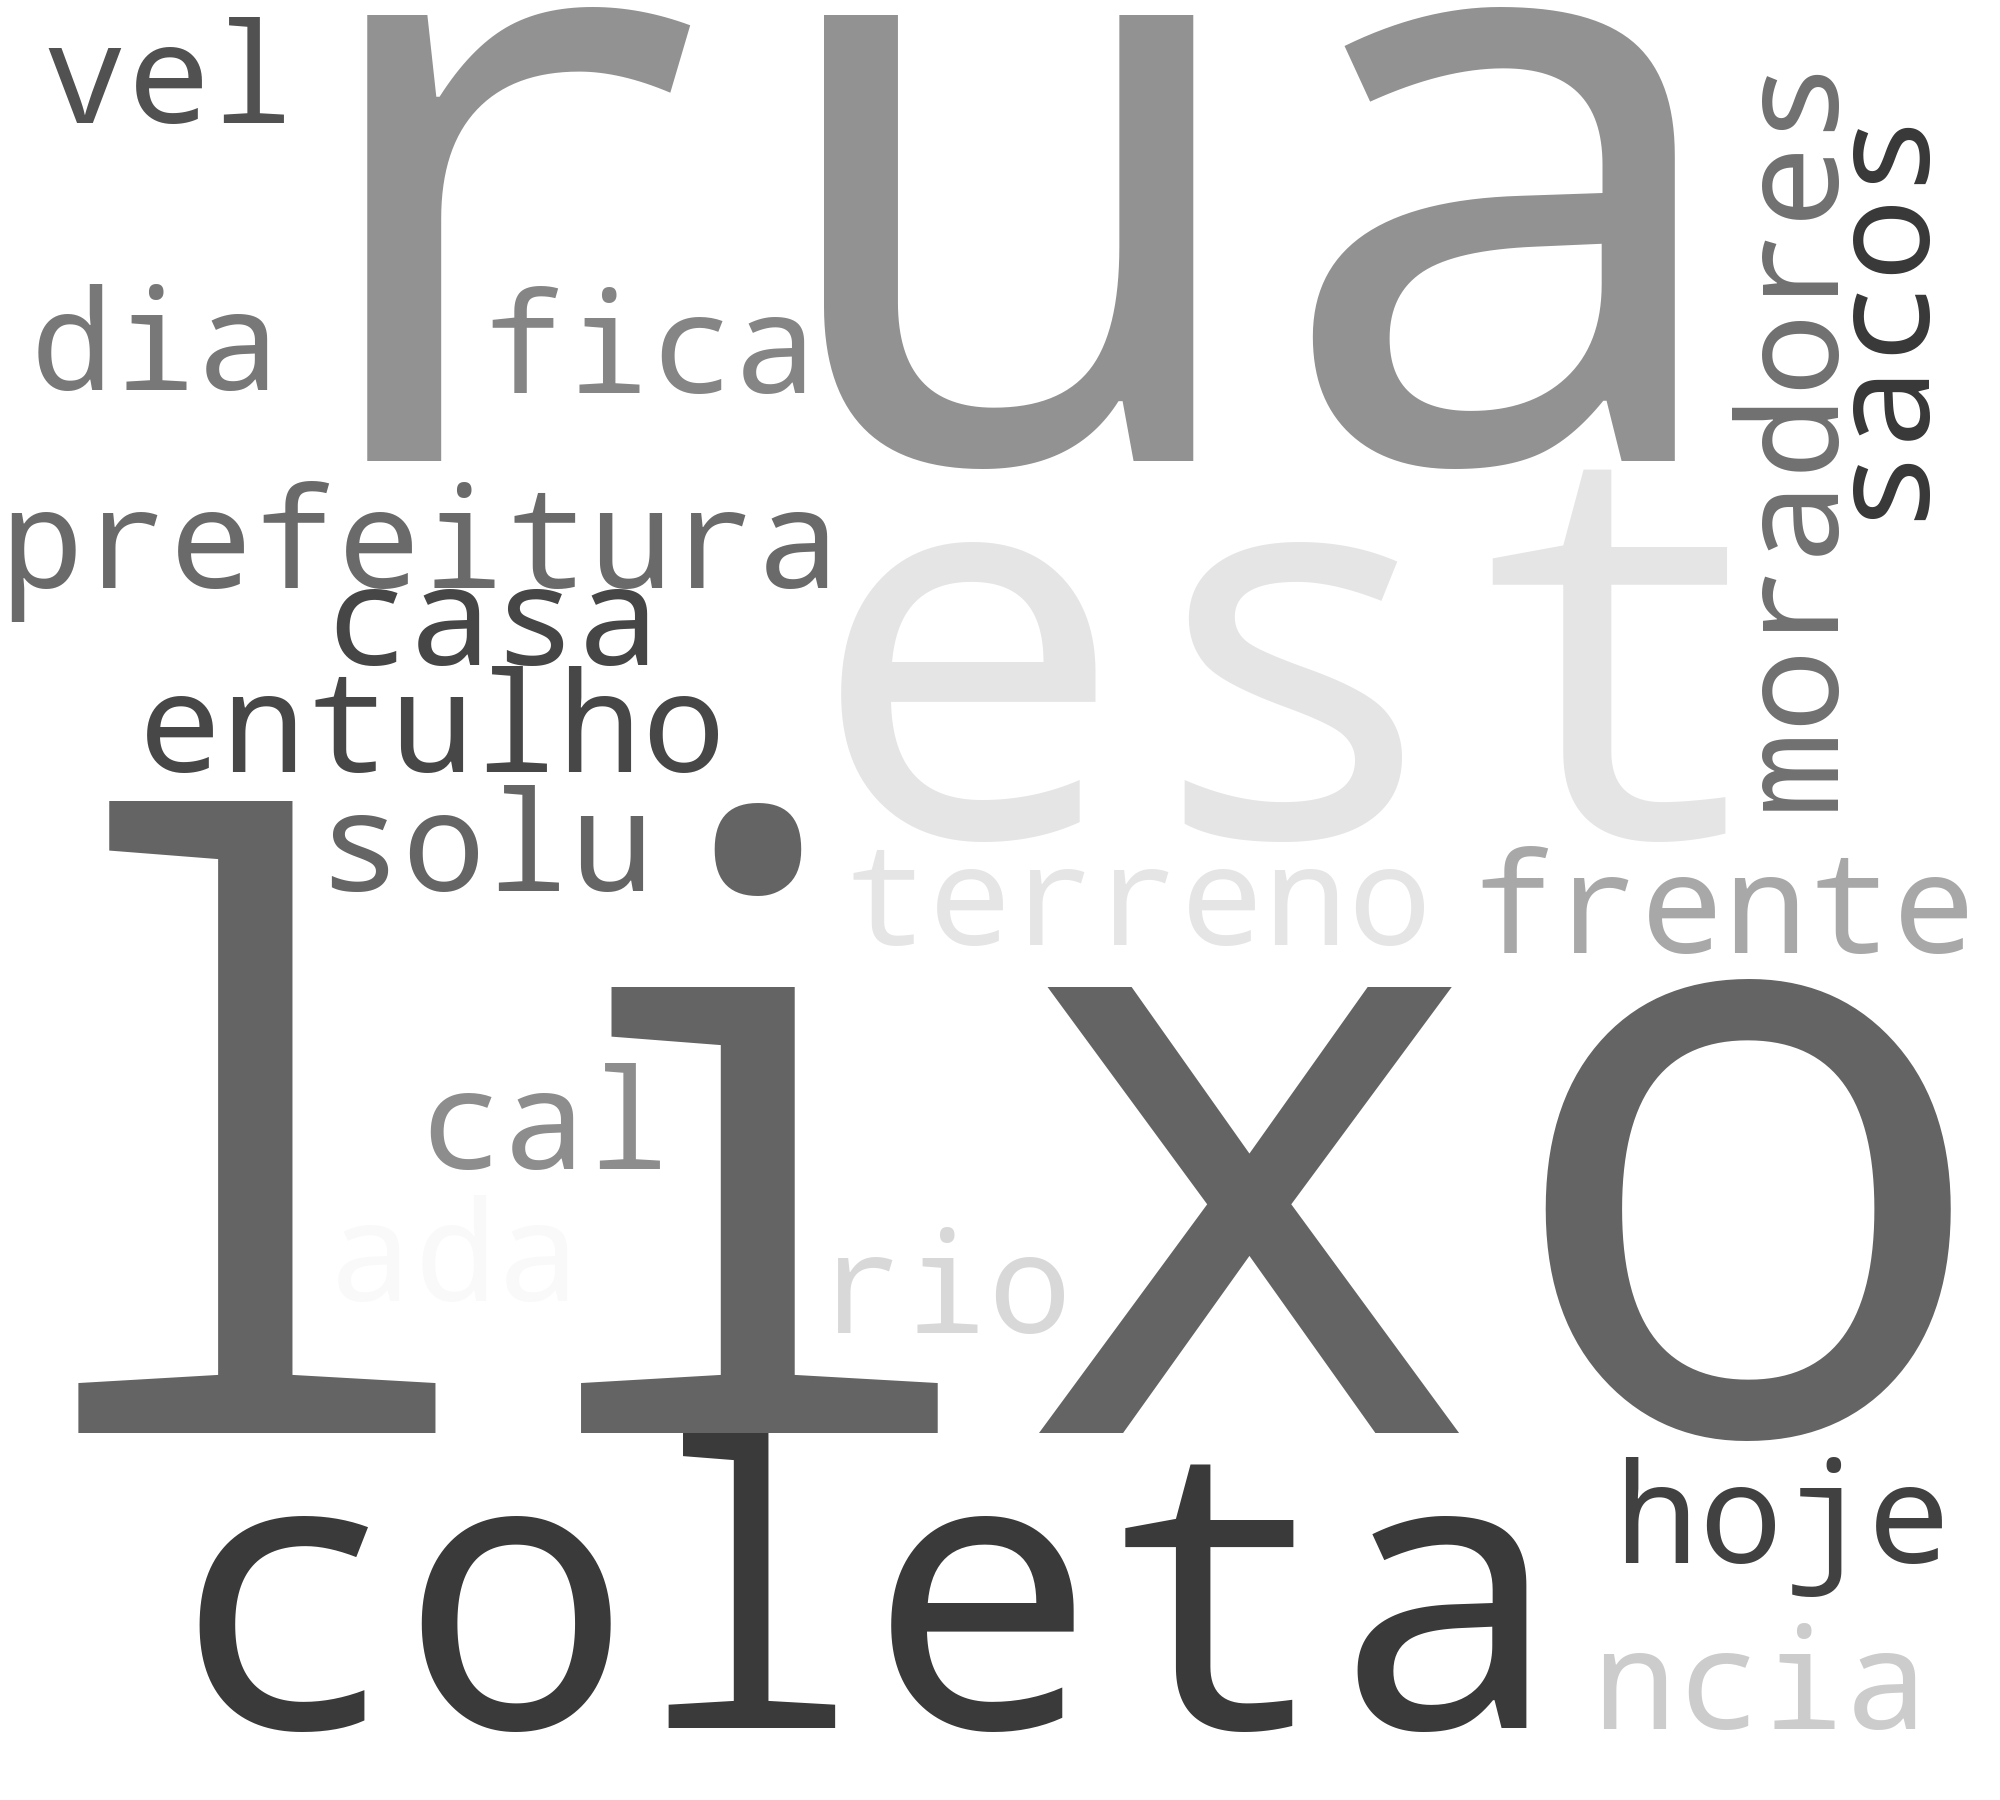 vel
rua
dia
fica
moradores
sacos
prefeitura
est
casa
entulho
solu
terreno
frente
lixo
cal
ada
rio
coleta
hoje
ncia